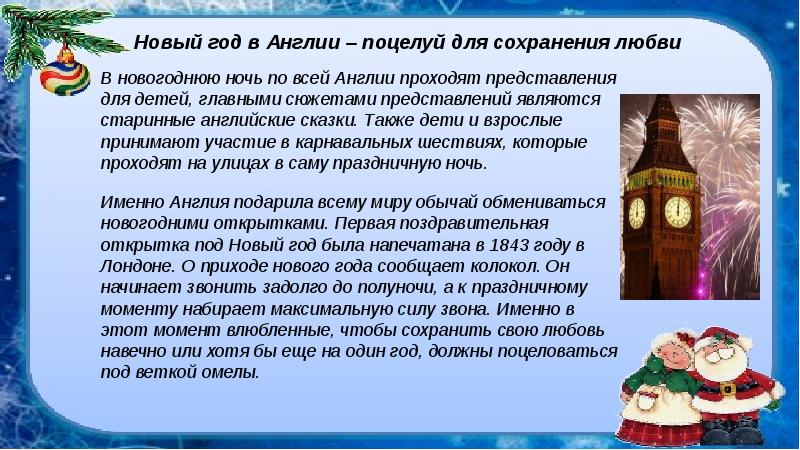 Новый год в Англии – поцелуй для сохранения любви
В новогоднюю ночь по всей Англии проходят представления
для детей, главными сюжетами представлений являются
старинные английские сказки. Также дети и взрослые
принимают участие в карнавальных шествиях, которые
проходят на улицах в саму праздничную ночь.
Именно Англия подарила всему миру обычай обмениваться
новогодними открытками. Первая поздравительная
открытка под Новый год была напечатана в 1843 году в
Лондоне. О приходе нового года сообщает колокол. Он
начинает звонить задолго до полуночи, а к праздничному
моменту набирает максимальную силу звона. Именно в
этот момент влюбленные, чтобы сохранить свою любовь
навечно или хотя бы еще на один год, должны поцеловаться
под веткой омелы.